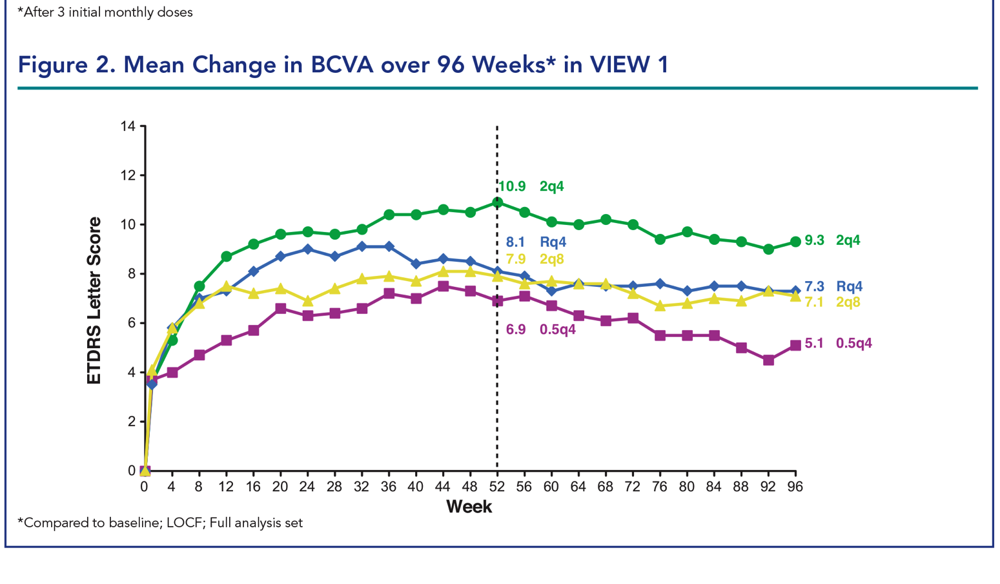 *After 3 initial monthly doses
Figure 2. Mean Change in BCVA over 96 Weeks* in VIEW 1
ETDRS Letter Score
14
12
10
8
6
4
2
0
10.9 2q4
8.1 Rq4
7.9 2q8
6.9 0.5q4
9.3 2q4
7.3 Rq4
7.1 2q8
5.1 0.5q4
0 4 8 12 16 20 24 28 32 36 40 44 48 52 56 60 64 68 72 76 80 84 88 92 96
Week
*Compared to baseline; LOCF; Full analysis set